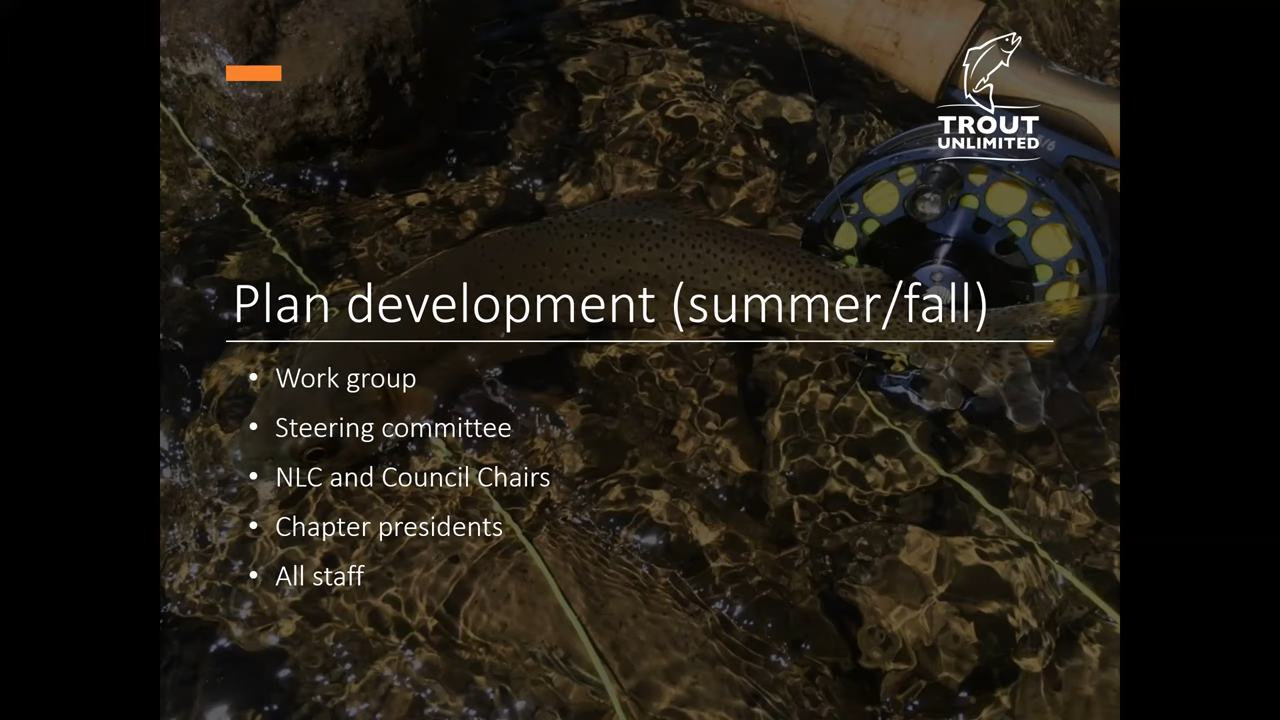 TROUT
UNLIMITED
Plan development (summer/fall)
• Work group
• Steering committee
• NLC and Council Chairs
• Chapter presidents
• All staff